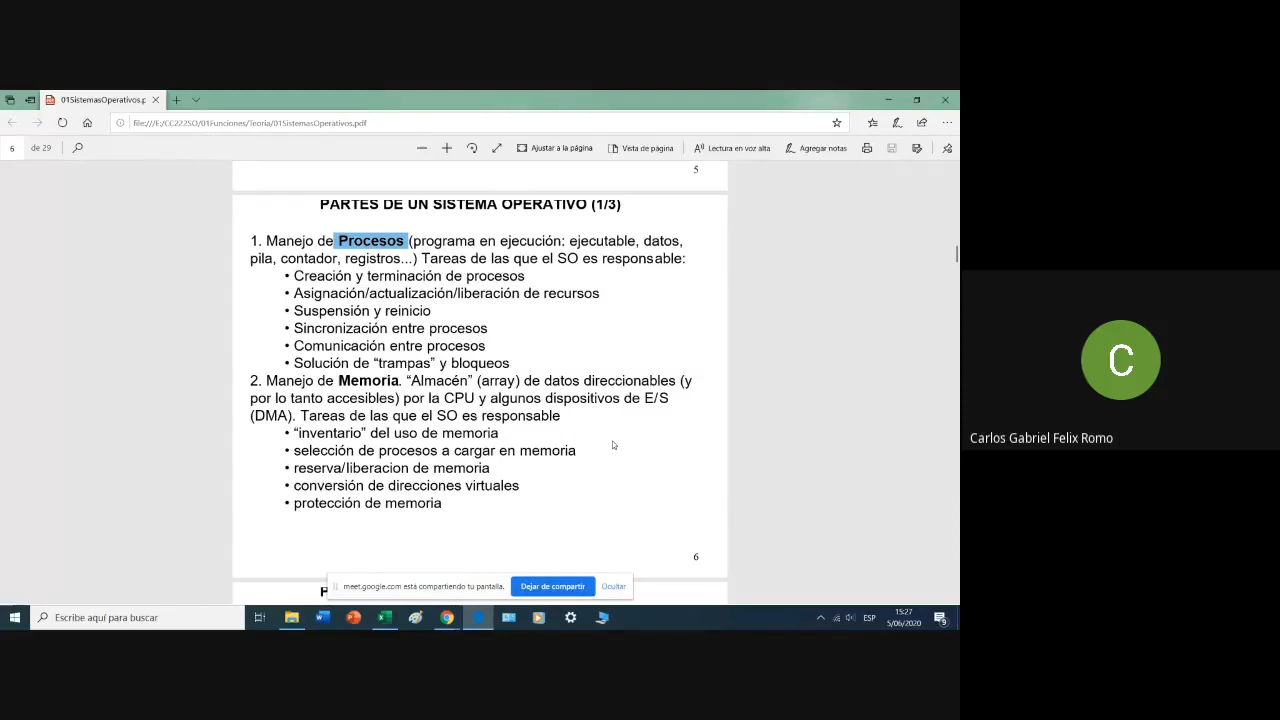 01SistemasOperativos.p
file:///E:/CC222SO/01Funciones/Teoria/01SistemasOperativos.pdf
6 de 29
Ajustar a la página
Vista de página
Lectura en voz alta
Agregar notas
5
PARTES DE UN SISTEMA OPERATIVO (1/3)
1. Manejo de Procesos (programa en ejecución: ejecutable, datos,
pila, contador, registros...) Tareas de las que el SO es responsable:
• Creación y terminación de procesos
• Asignación/actualización/liberación de recursos
• Suspensión y reinicio
• Sincronización entre procesos
• Comunicación entre procesos
• Solución de “trampas” y bloqueos
2. Manejo de Memoria. “Almacén” (array) de datos direccionables (y
por lo tanto accesibles) por la CPU y algunos dispositivos de E/S
(DMA). Tareas de las que el SO es responsable
• “inventario” del uso de memoria
• selección de procesos a cargar en memoria
• reserva/liberacion de memoria
• conversión de direcciones virtuales
• protección de memoria
6
meet.google.com está compartiendo tu pantalla.
Dejar de compartir
Ocultar
Escribe aquí para buscar
ESP
15:27
5/06/2020
C
Carlos Gabriel Felix Romo